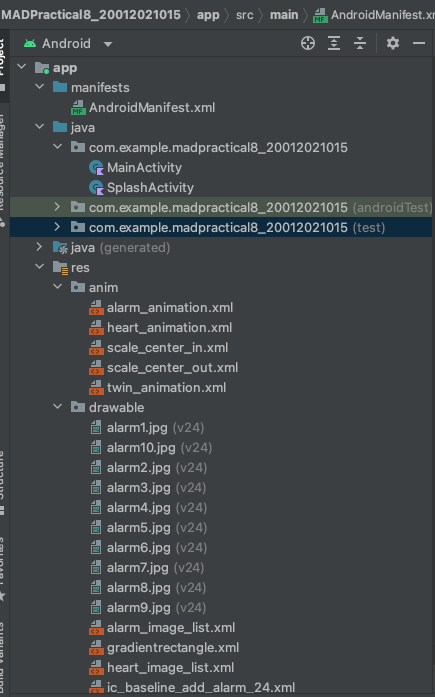 MADPractical8_20012021015 > app > src > main > AndroidManifest.xm
Android
app
manifests
AndroidManifest.xml
java
com.example.madpractical8_20012021015
MainActivity
SplashActivity
com.example.madpractical8_20012021015 (androidTest)
com.example.madpractical8_20012021015 (test)
java (generated)
res
anim
alarm_animation.xml
heart_animation.xml
scale_center_in.xml
scale_center_out.xml
twin_animation.xml
drawable
alarm1.jpg (v24)
alarm10.jpg (v24)
alarm2.jpg (v24)
alarm3.jpg (v24)
alarm4.jpg (v24)
alarm5.jpg (v24)
alarm6.jpg (v24)
alarm7.jpg (v24)
alarm8.jpg (v24)
alarm9.jpg (v24)
alarm_image_list.xml
gradientrectangle.xml
heart_image_list.xml
ic_baseline_add_alarm_24.xml
Project
Resource Manager
Structure
Favorites
Build Variants